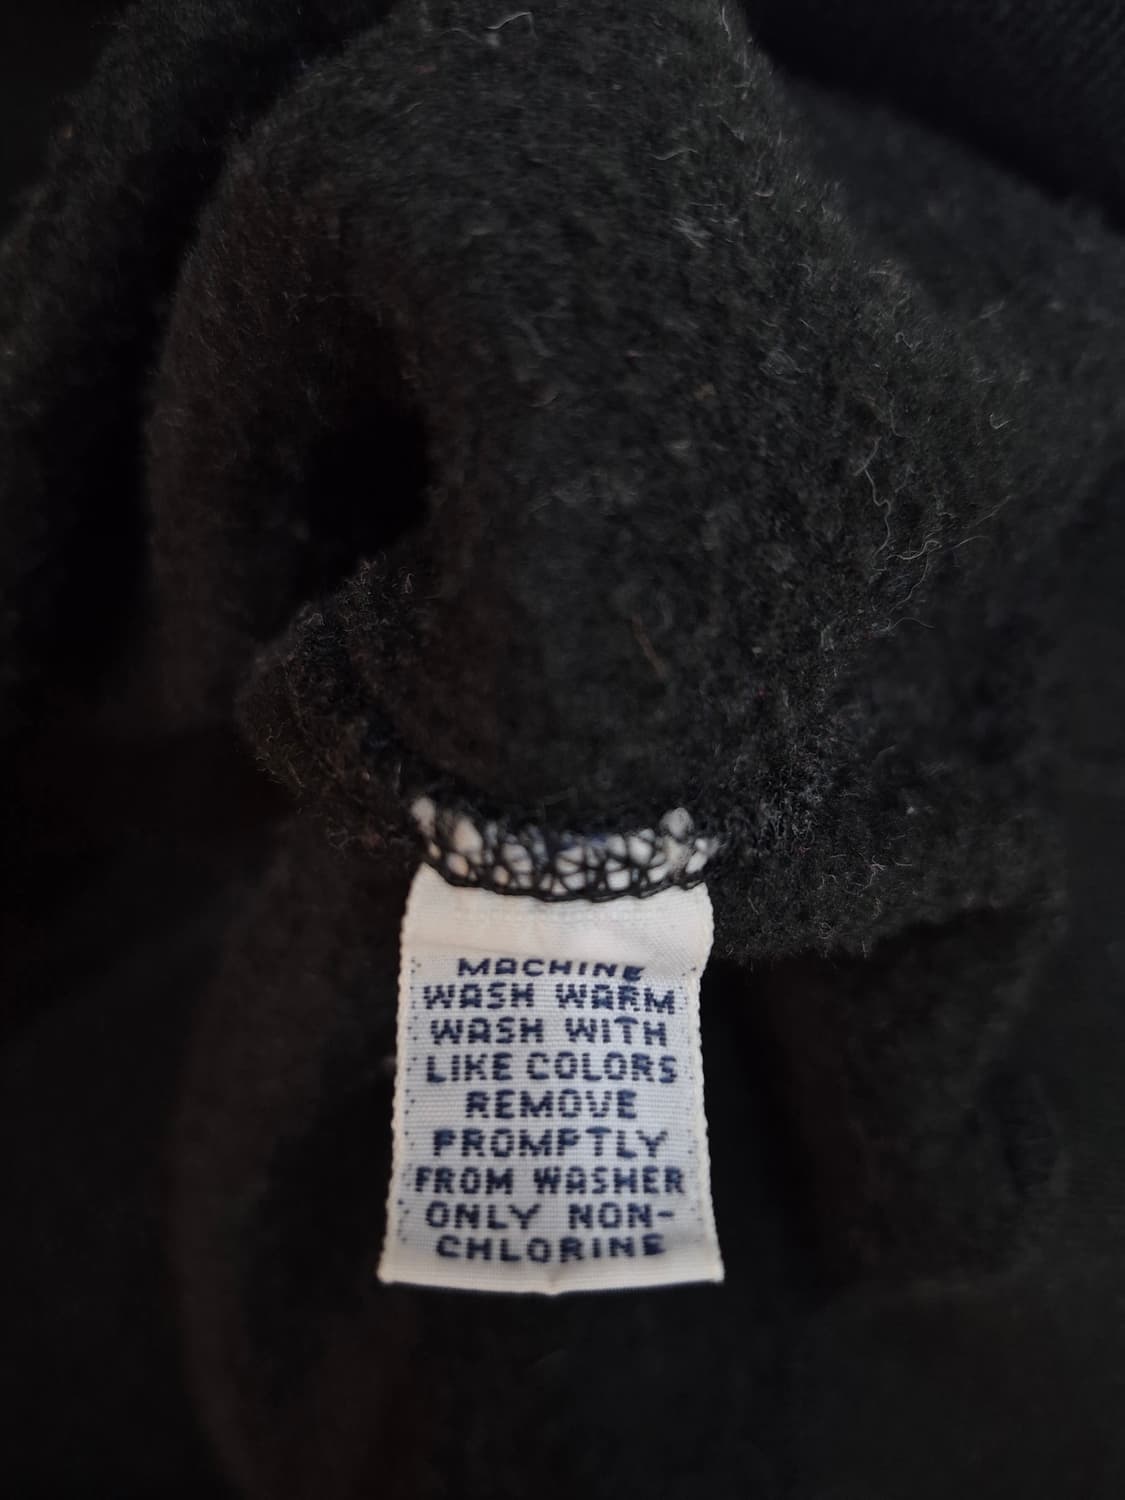 MACHINE
WASH WARM
WASH WITH
LIKE COLORS
REMOVE
PROMPTLY
FROM WASHER
ONLY NON-
CHLORINE